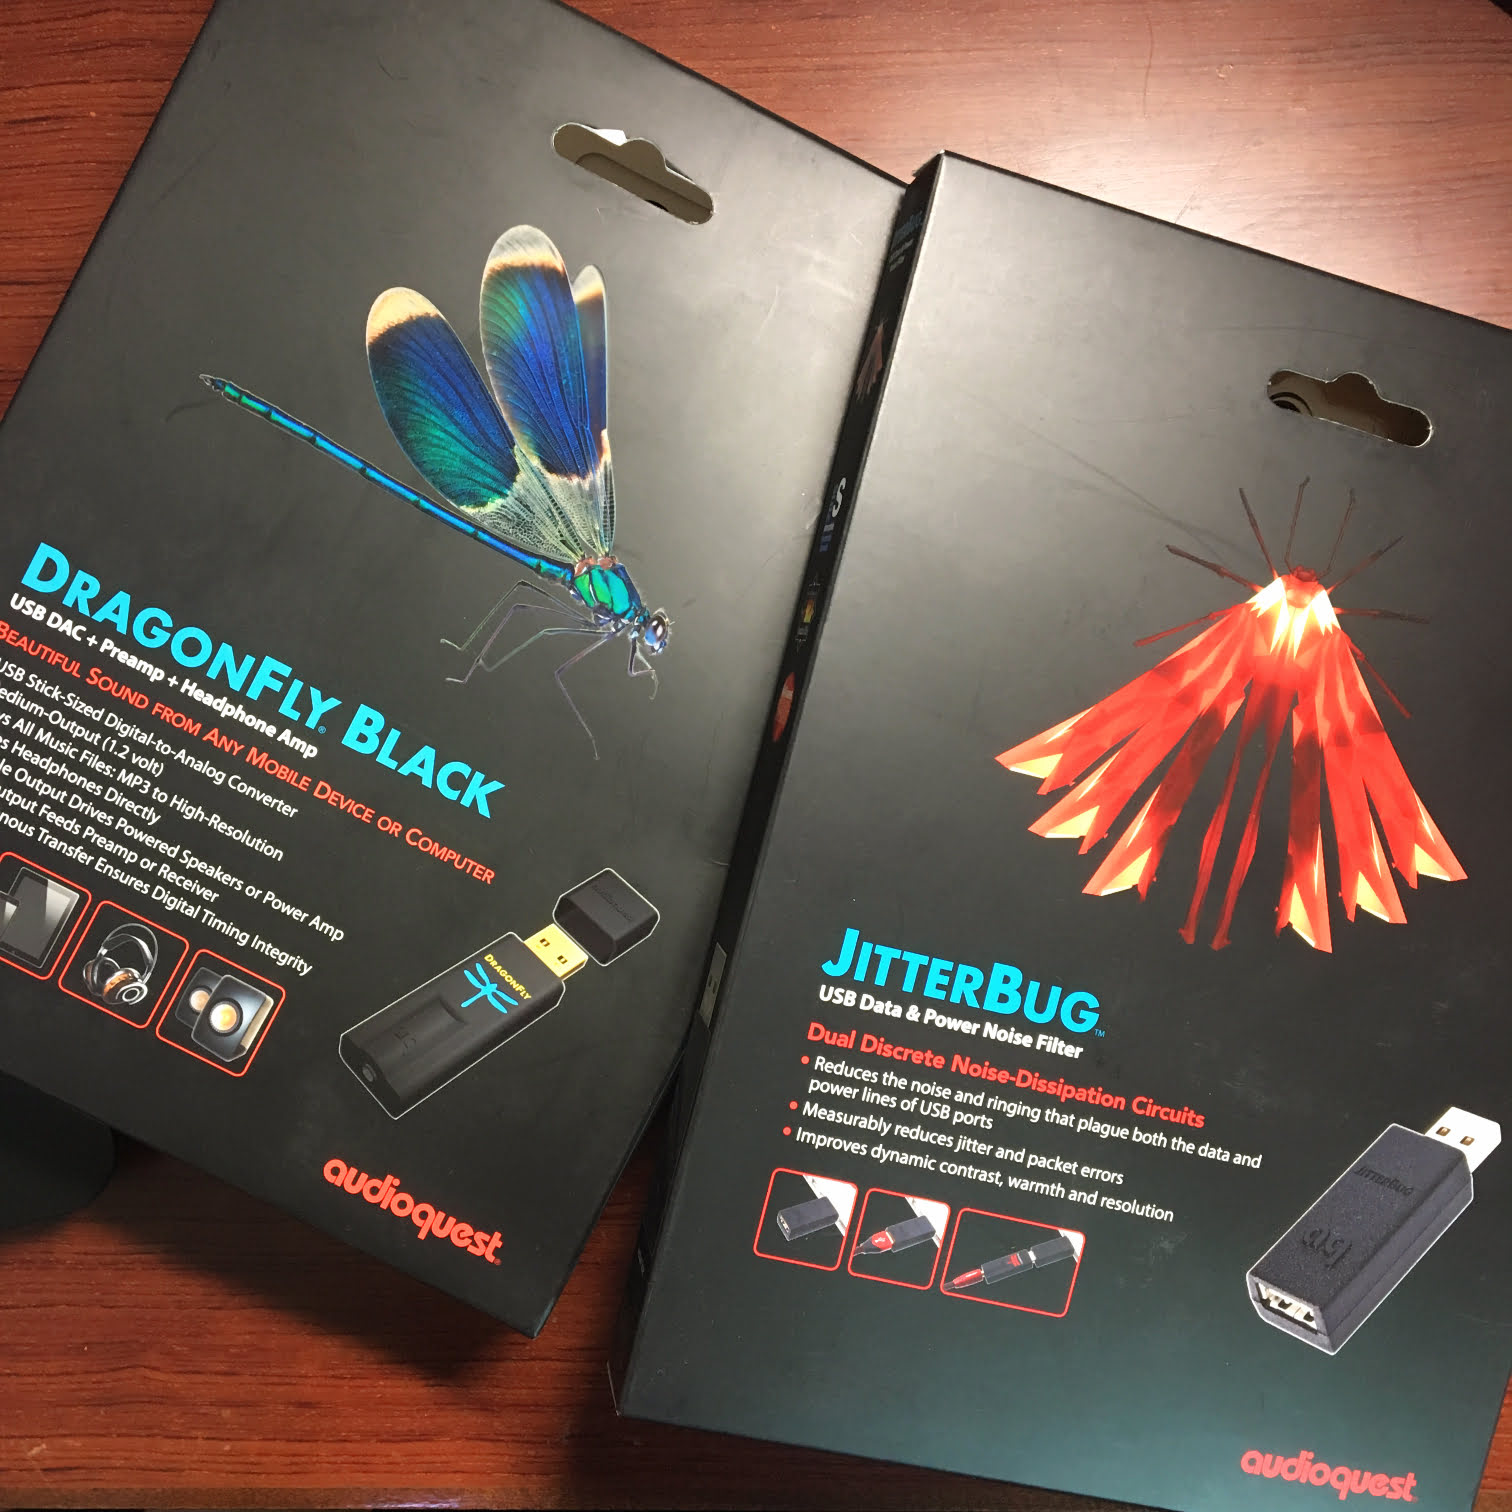 DRAGONFLY® BLACK
USB DAC + Preamp + Headphone Amp
BEAUTIFUL SOUND FROM ANY MOBILE DEVICE OR COMPUTER
USB Stick-Sized Digital-to-Analog Converter
edium-Output (1.2 volt)
ys All Music Files: MP3 to High-Resolution
es Headphones Directly
le Output Drives Powered Speakers or Power Amp
utput Feeds Preamp or Receiver
nous Transfer Ensures Digital Timing Integrity
DRAGONFLY
audioquest®
JITTERBUG™
USB Data & Power Noise Filter
Dual Discrete Noise-Dissipation Circuits
• Reduces the noise and ringing that plague both the data and
power lines of USB ports
• Measurably reduces jitter and packet errors
• Improves dynamic contrast, warmth and resolution
JITTERBUG
audioquest